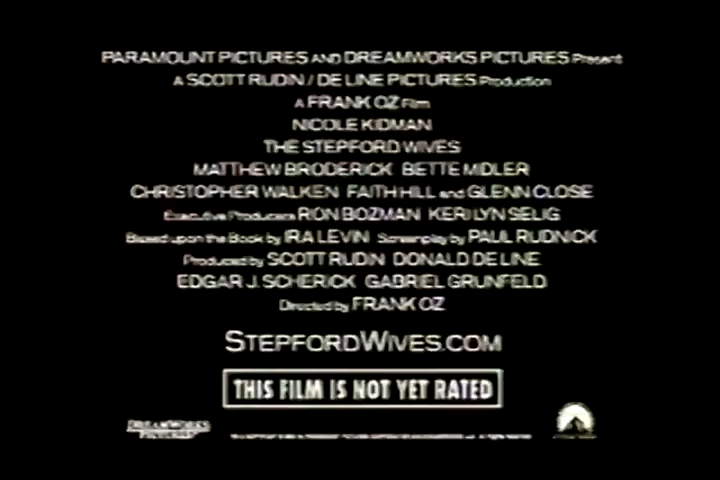 PARAMOUNT PICTURES AND DREAMWORKS PICTURES Present
A SCOTT RUDIN / DE LINE PICTURES Production
A FRANK OZ Film
NICOLE KIDMAN
THE STEPFORD WIVES
MATTHEW BRODERICK BETTE MIDLER
CHRISTOPHER WALKEN FAITH HILL and GLENN CLOSE
Executive Producers RON BOZMAN KERI LYN SELIG
Based upon the Book by IRA LEVIN Screenplay by PAUL RUDNICK
Produced by SCOTT RUDIN DONALD DE LINE
EDGAR J. SCHERICK GABRIEL GRUNFELD
Directed by FRANK OZ
STEPFORDWIVES.COM
THIS FILM IS NOT YET RATED
DREAMWORKS
PICTURES